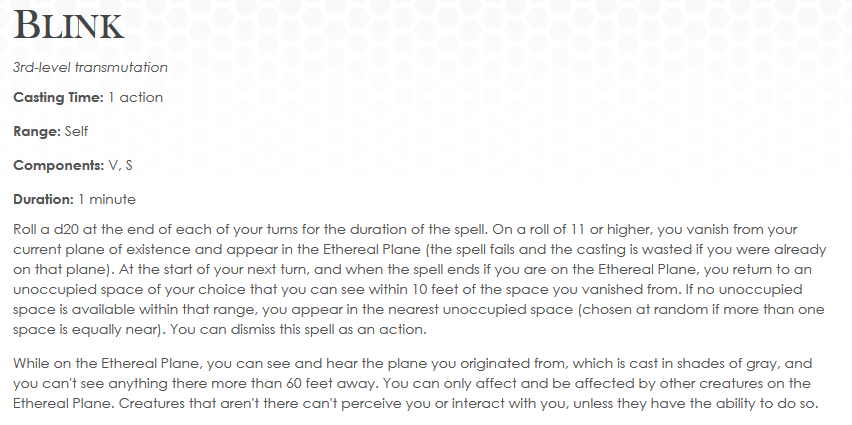 BLINK
3rd-level transmutation
Casting Time: 1 action
Range: Self
Components: V, S
Duration: 1 minute
Roll a d20 at the end of each of your turns for the duration of the spell. On a roll of 11 or higher, you vanish from your
current plane of existence and appear in the Ethereal Plane (the spell fails and the casting is wasted if you were already
on that plane). At the start of your next turn, and when the spell ends if you are on the Ethereal Plane, you return to an
unoccupied space of your choice that you can see within 10 feet of the space you vanished from. If no unoccupied
space is available within that range, you appear in the nearest unoccupied space (chosen at random if more than one
space is equally near). You can dismiss this spell as an action.
While on the Ethereal Plane, you can see and hear the plane you originated from, which is cast in shades of gray, and
you can't see anything there more than 60 feet away. You can only affect and be affected by other creatures on the
Ethereal Plane. Creatures that aren't there can't perceive you or interact with you, unless they have the ability to do so.